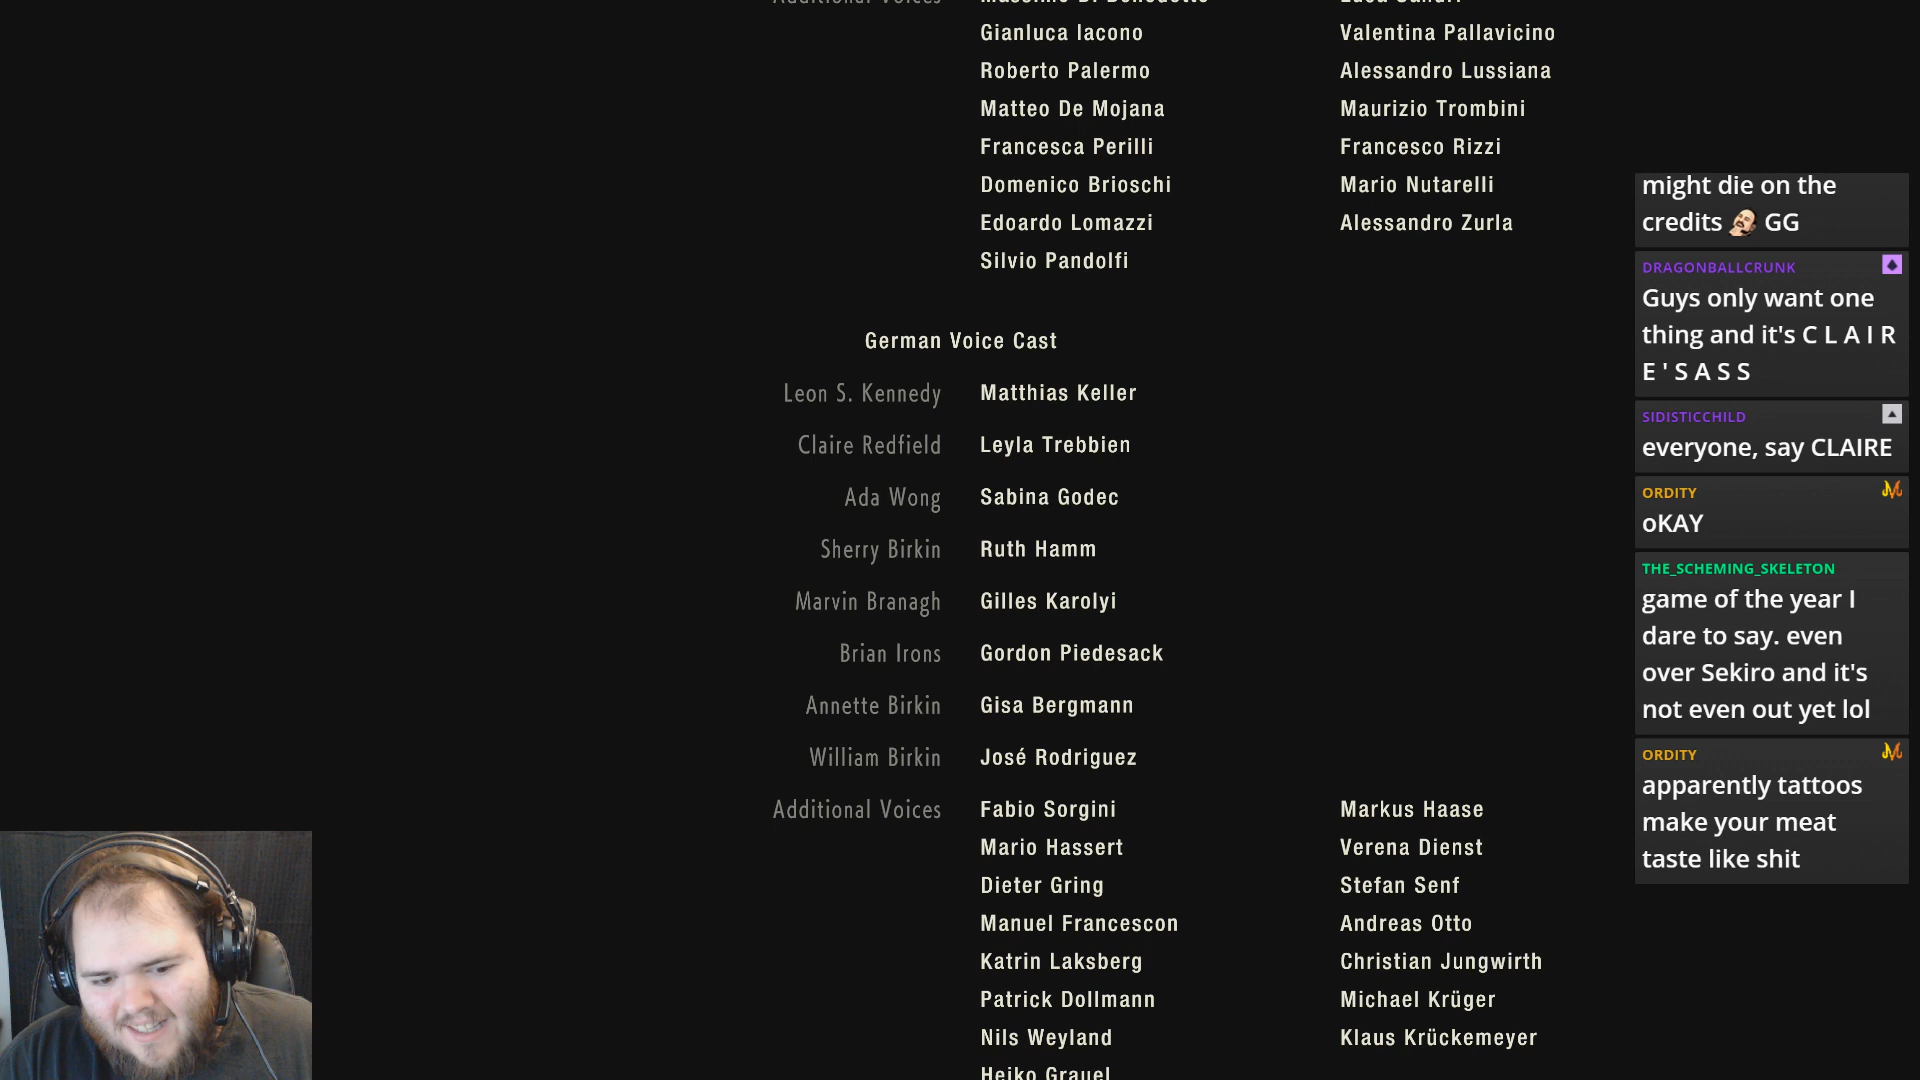 Additional Voices Massimo Di Benedetto Luca Sandri
Gianluca Iacono Valentina Pallavicino
Roberto Palermo Alessandro Lussiana
Matteo De Mojana Maurizio Trombini
Francesca Perilli Francesco Rizzi
Domenico Brioschi Mario Nutarelli
Edoardo Lomazzi Alessandro Zurla
Silvio Pandolfi
German Voice Cast
Leon S. Kennedy Matthias Keller
Claire Redfield Leyla Trebbien
Ada Wong Sabina Godec
Sherry Birkin Ruth Hamm
Marvin Branagh Gilles Karolyi
Brian Irons Gordon Piedesack
Annette Birkin Gisa Bergmann
William Birkin José Rodriguez
Additional Voices Fabio Sorgini Markus Haase
Mario Hassert Verena Dienst
Dieter Gring Stefan Senf
Manuel Francescon Andreas Otto
Katrin Laksberg Christian Jungwirth
Patrick Dollmann Michael Krüger
Nils Weyland Klaus Krückemeyer
Heiko Grauel
might die on the
credits GG
DRAGONBALLCRUNK
Guys only want one
thing and it's C L A I R
E ' S A S S
SIDISTICCHILD
everyone, say CLAIRE
ORDITY
oKAY
THE_SCHEMING_SKELETON
game of the year I
dare to say. even
over Sekiro and it's
not even out yet lol
ORDITY
apparently tattoos
make your meat
taste like shit